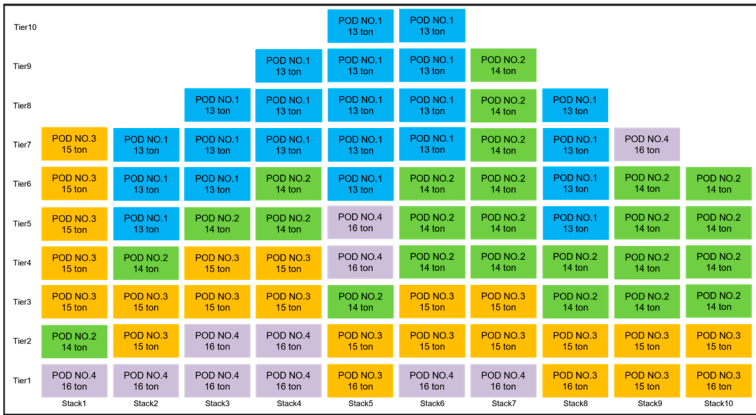 Tier10 POD NO.1 POD NO.1
13 ton 13 ton
Tier9 POD NO.1 POD NO.1 POD NO.1 POD NO.2
13 ton 13 ton 13 ton 14 ton
Tier8 POD NO.1 POD NO.1 POD NO.1 POD NO.1 POD NO.2 POD NO.1
13 ton 13 ton 13 ton 13 ton 14 ton 13 ton
Tier7 POD NO.3 POD NO.1 POD NO.1 POD NO.1 POD NO.1 POD NO.1 POD NO.2 POD NO.1 POD NO.4
15 ton 13 ton 13 ton 13 ton 13 ton 13 ton 14 ton 13 ton 16 ton
Tier6 POD NO.3 POD NO.1 POD NO.1 POD NO.2 POD NO.1 POD NO.2 POD NO.2 POD NO.1 POD NO.2 POD NO.2
15 ton 13 ton 13 ton 14 ton 13 ton 14 ton 14 ton 13 ton 14 ton 14 ton
Tier5 POD NO.3 POD NO.1 POD NO.2 POD NO.2 POD NO.4 POD NO.2 POD NO.2 POD NO.1 POD NO.2 POD NO.2
15 ton 13 ton 14 ton 14 ton 16 ton 14 ton 14 ton 13 ton 14 ton 14 ton
Tier4 POD NO.3 POD NO.2 POD NO.3 POD NO.3 POD NO.4 POD NO.2 POD NO.2 POD NO.2 POD NO.2 POD NO.2
15 ton 14 ton 15 ton 15 ton 16 ton 14 ton 14 ton 14 ton 14 ton 14 ton
Tier3 POD NO.3 POD NO.3 POD NO.3 POD NO.3 POD NO.2 POD NO.3 POD NO.3 POD NO.2 POD NO.2 POD NO.2
15 ton 15 ton 15 ton 15 ton 14 ton 15 ton 15 ton 14 ton 14 ton 14 ton
Tier2 POD NO.2 POD NO.3 POD NO.4 POD NO.4 POD NO.3 POD NO.3 POD NO.3 POD NO.3 POD NO.3 POD NO.3
14 ton 15 ton 16 ton 16 ton 15 ton 15 ton 15 ton 15 ton 15 ton 15 ton
Tier1 POD NO.4 POD NO.4 POD NO.4 POD NO.4 POD NO.3 POD NO.4 POD NO.4 POD NO.3 POD NO.3 POD NO.3
16 ton 16 ton 16 ton 16 ton 16 ton 16 ton 16 ton 16 ton 15 ton 16 ton
Stack1 Stack2 Stack3 Stack4 Stack5 Stack6 Stack7 Stack8 Stack9 Stack10